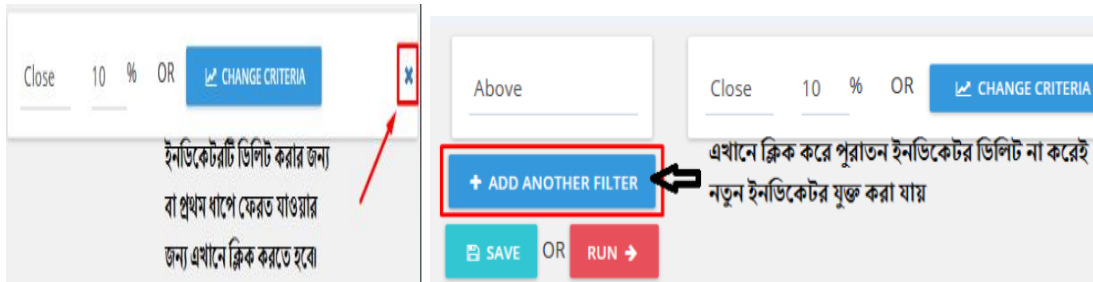 Close 10 % OR CHANGE CRITERIA ×
ইনডিকেটরটি ডিলিট করার জন্য
বা প্রথম ধাপে ফেরত যাওয়ার
জন্য এখানে ক্লিক করতে হবে।
Above Close 10 % OR CHANGE CRITERIA
+ ADD ANOTHER FILTER
এখানে ক্লিক করে পুরাতন ইনডিকেটর ডিলিট না করেই
নতুন ইনডিকেটর যুক্ত করা যায়
SAVE OR RUN →